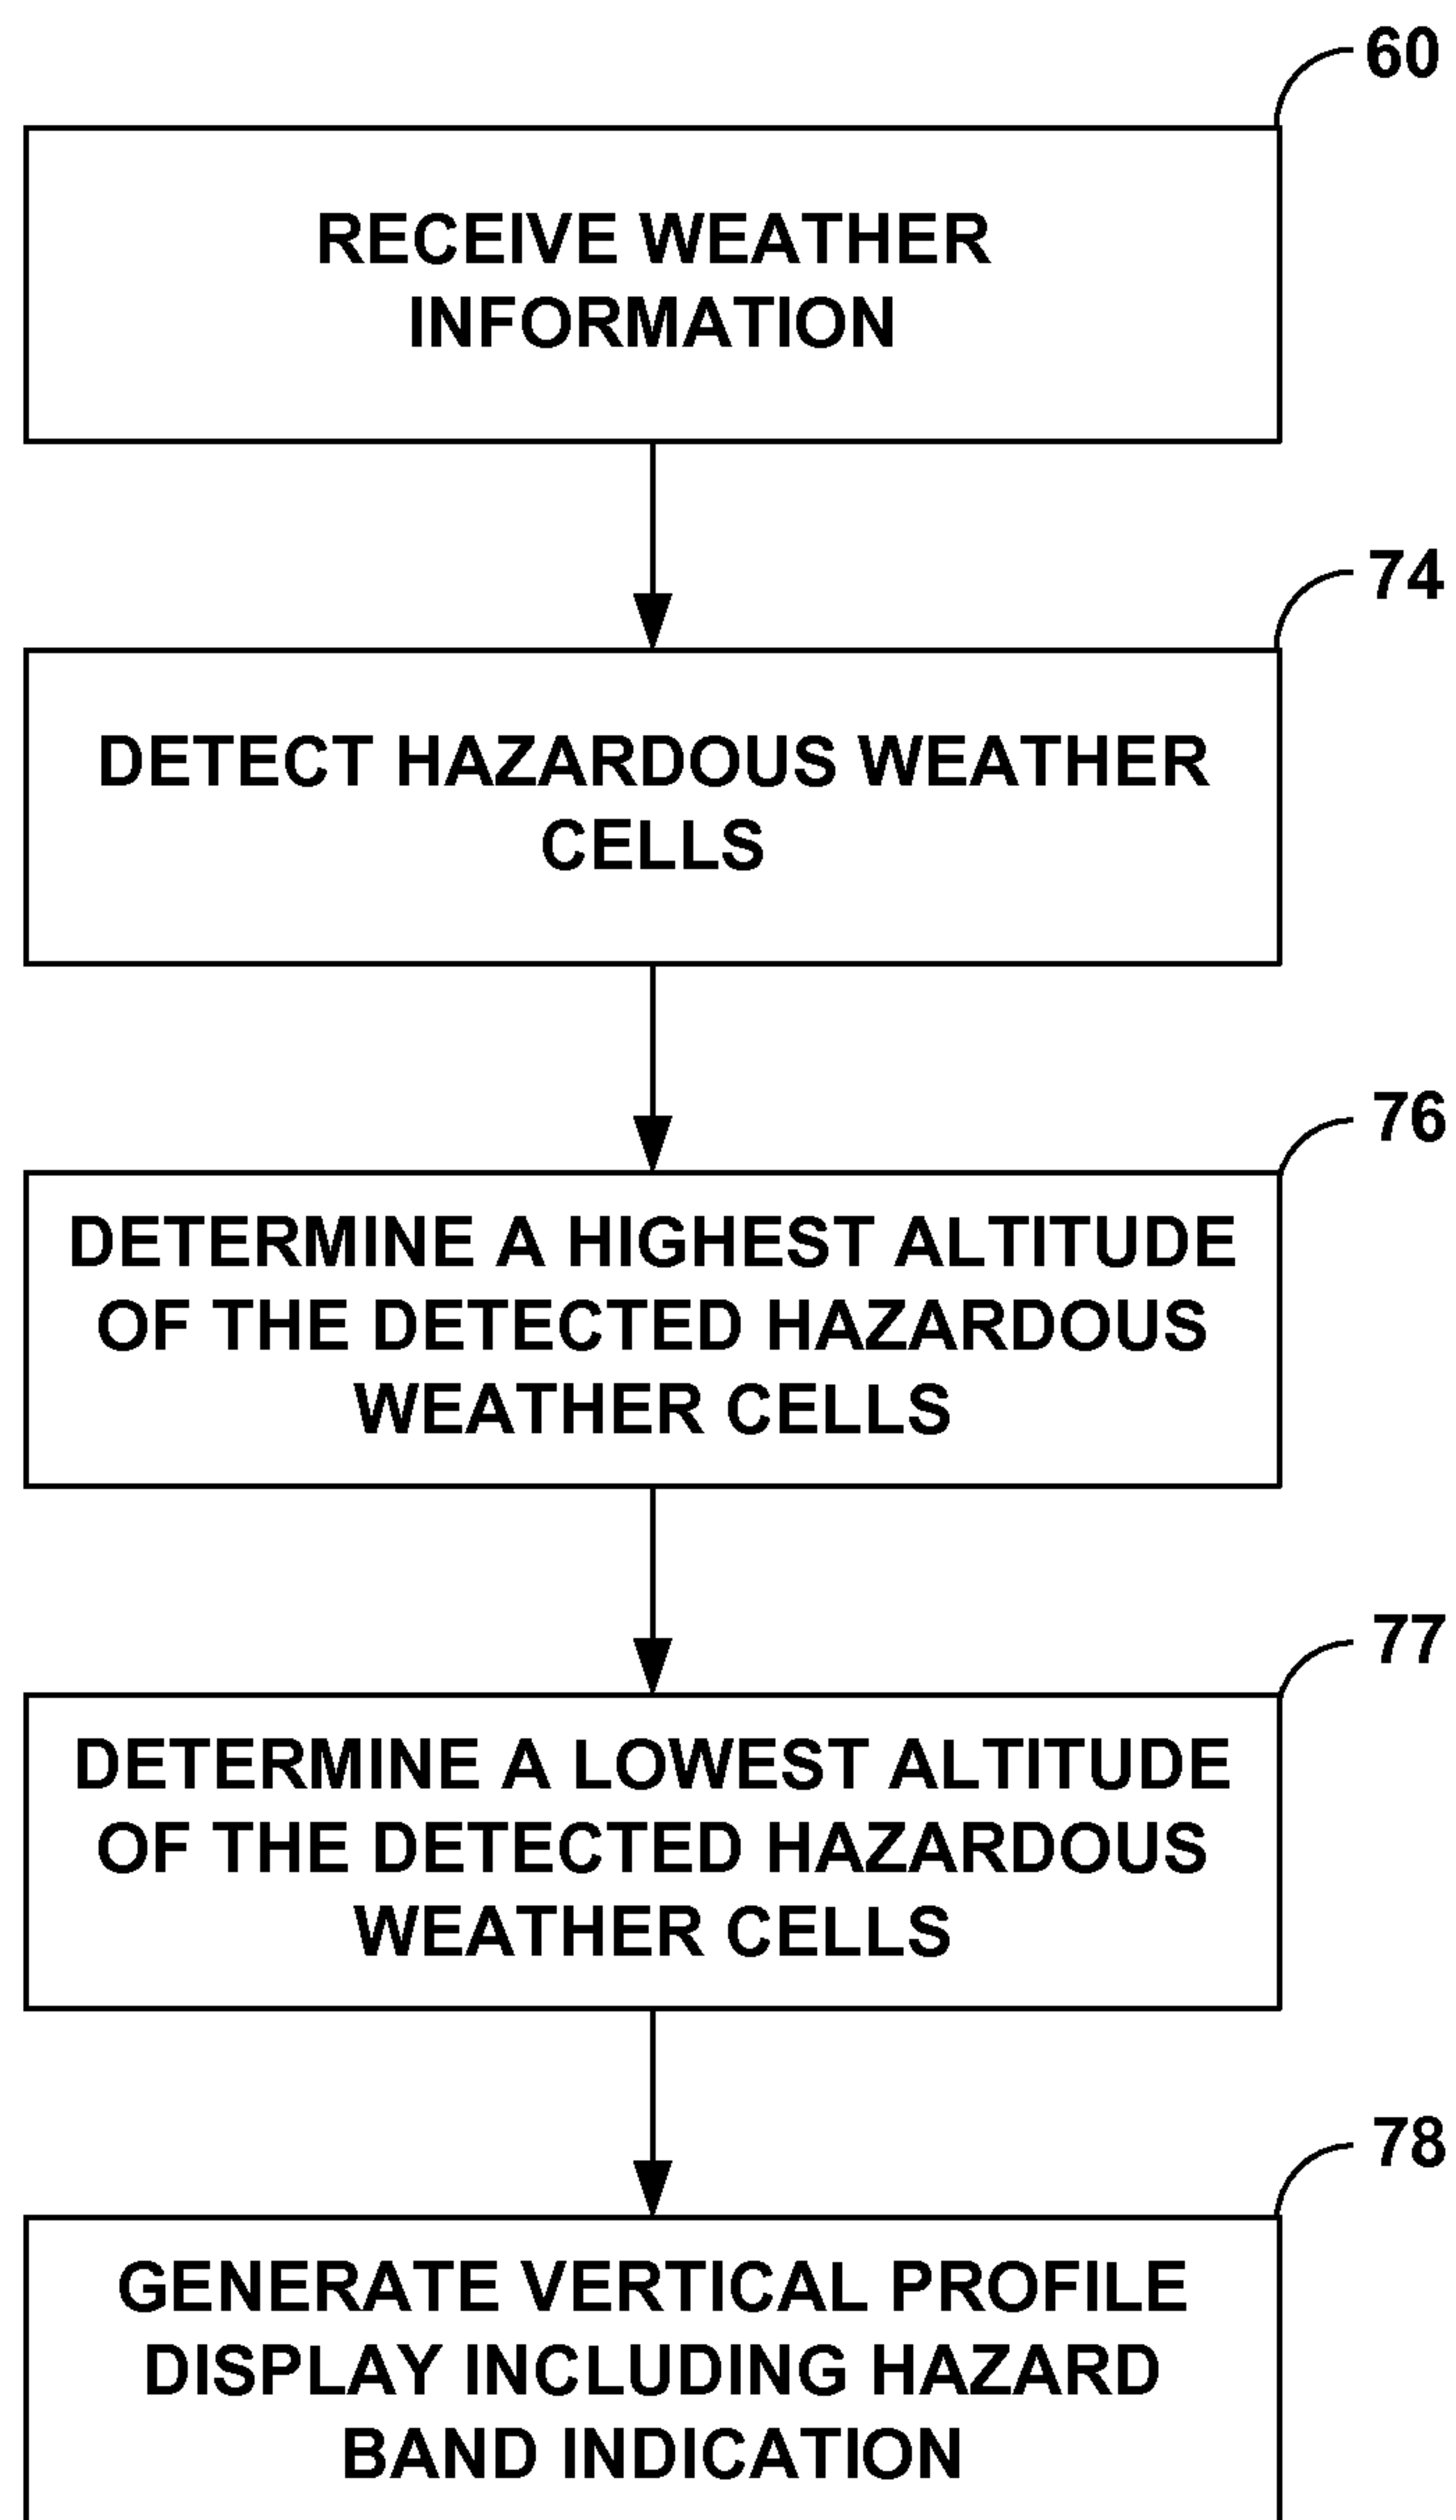 60
RECEIVE WEATHER
INFORMATION
74
DETECT HAZARDOUS WEATHER
CELLS
76
DETERMINE A HIGHEST ALTITUDE
OF THE DETECTED HAZARDOUS
WEATHER CELLS
77
DETERMINE A LOWEST ALTITUDE
OF THE DETECTED HAZARDOUS
WEATHER CELLS
78
GENERATE VERTICAL PROFILE
DISPLAY INCLUDING HAZARD
BAND INDICATION